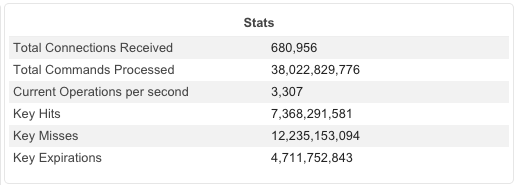 Stats
Total Connections Received 680,956
Total Commands Processed 38,022,829,776
Current Operations per second 3,307
Key Hits 7,368,291,581
Key Misses 12,235,153,094
Key Expirations 4,711,752,843